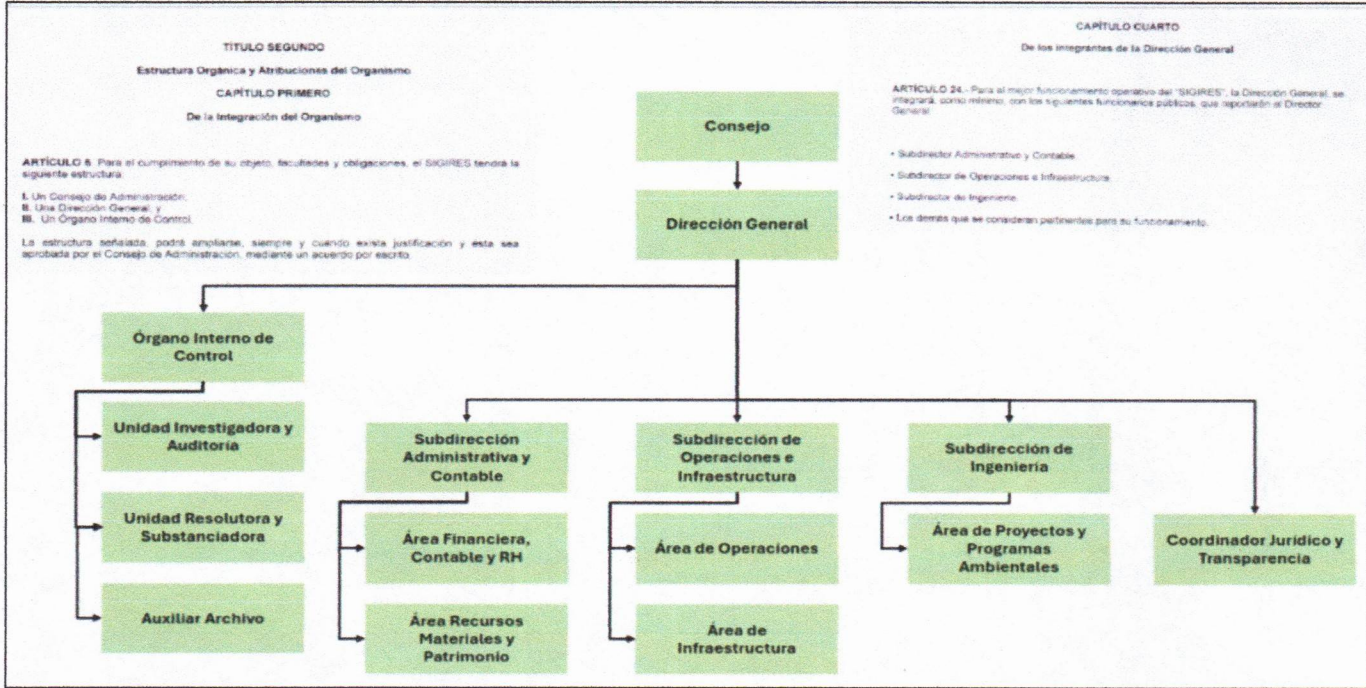 TÍTULO SEGUNDO
Estructura Orgánica y Atribuciones del Organismo
CAPÍTULO PRIMERO
De la Integración del Organismo
ARTÍCULO 6. Para el cumplimiento de su objeto, facultades y obligaciones, el SIGIRES tendrá la
siguiente estructura:
I. Un Consejo de Administración;
II. Una Dirección General, y
III. Un Órgano Interno de Control.
La estructura señalada, podrá ampliarse, siempre y cuando exista justificación y ésta sea
aprobada por el Consejo de Administración, mediante un acuerdo por escrito.
CAPÍTULO CUARTO
De los integrantes de la Dirección General
ARTÍCULO 24.- Para el mejor funcionamiento operativo del "SIGIRES", la Dirección General, se
integrará, como mínimo, con los siguientes funcionarios públicos, que reportarán al Director
General
• Subdirector Administrativo y Contable
• Subdirector de Operaciones e Infraestructura
• Subdirector de Ingeniería.
• Los demás que se consideran pertinentes para su funcionamiento.
Consejo
Dirección General
Órgano Interno de
Control
Unidad Investigadora y
Auditoría
Unidad Resolutora y
Substanciadora
Auxiliar Archivo
Subdirección
Administrativa y
Contable
Área Financiera,
Contable y RH
Área Recursos
Materiales y
Patrimonio
Subdirección de
Operaciones e
Infraestructura
Área de Operaciones
Área de
Infraestructura
Subdirección de
Ingeniería
Área de Proyectos y
Programas
Ambientales
Coordinador Jurídico y
Transparencia